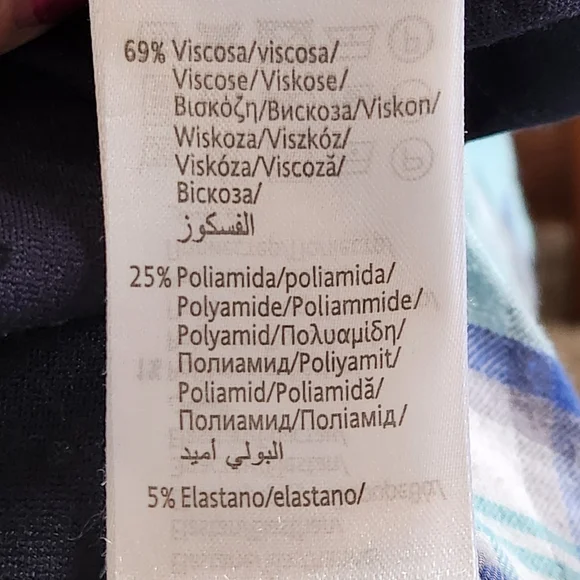 69% Viscosa/viscosa/
Viscose/Viskose/
Βισκόζη/Вискоза/Viskon/
Wiskoza/Viszkóz/
Viskóza/Viscoză/
Віскоза/
الفسكوز
25% Poliamida/poliamida/
Polyamide/Poliammide/
Polyamid/Πολυαμίδη/
Полиамид/Poliyamit/
Poliamid/Poliamidă/
Полиамид/Поліамід/
البولي أميد
5% Elastano/elastano/